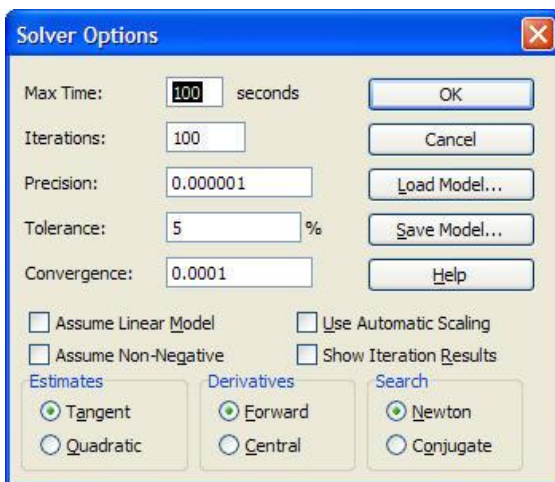 Solver Options
Max Time: 100 seconds OK
Iterations: 100 Cancel
Precision: 0.000001 Load Model...
Tolerance: 5 % Save Model...
Convergence: 0.0001 Help
Assume Linear Model Use Automatic Scaling
Assume Non-Negative Show Iteration Results
Estimates Derivatives Search
Tangent Forward Newton
Quadratic Central Conjugate